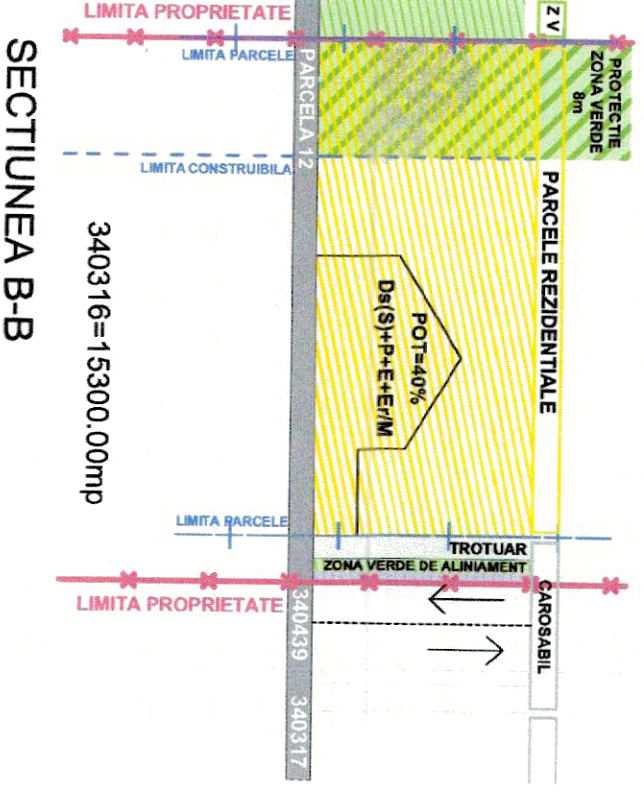 LIMITA PROPRIETATE
Z V
LIMITA PARCELE
PROTECTIE
ZONA VERDE
8m
PARCELA 12
LIMITA CONSTRUIBILA
PARCELE REZIDENTIALE
POT=40%
Ds(S)+P+E+Er/M
340316=15300.00mp
SECTIUNEA B-B
LIMITA PARCELE
TROTUAR
ZONA VERDE DE ALINIAMENT
LIMITA PROPRIETATE
CAROSABIL
340439
340317